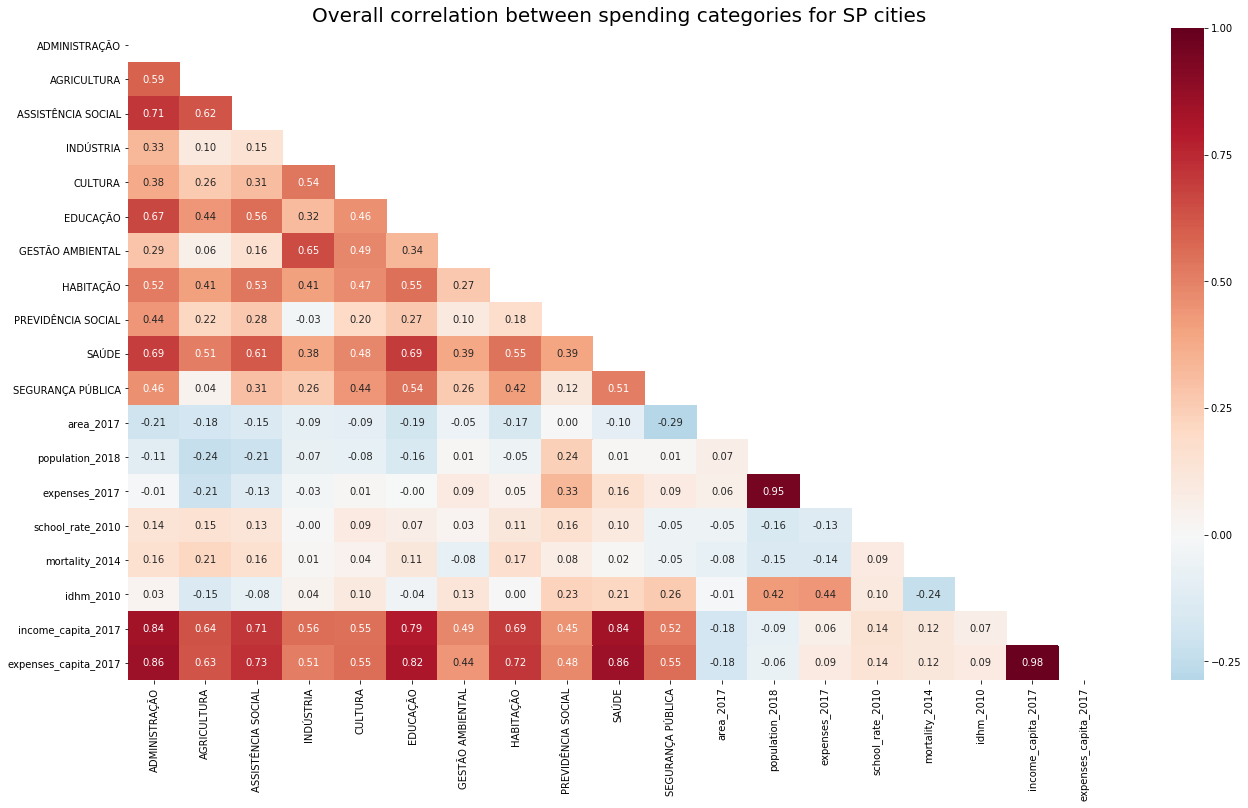 Overall correlation between spending categories for SP cities
ADMINISTRAÇÃO
AGRICULTURA 0.59
ASSISTÊNCIA SOCIAL 0.71 0.62
INDÚSTRIA 0.33 0.10 0.15
CULTURA 0.38 0.26 0.31 0.54
EDUCAÇÃO 0.67 0.44 0.56 0.32 0.46
GESTÃO AMBIENTAL 0.29 0.06 0.16 0.65 0.49 0.34
HABITAÇÃO 0.52 0.41 0.53 0.41 0.47 0.55 0.27
PREVIDÊNCIA SOCIAL 0.44 0.22 0.28 -0.03 0.20 0.27 0.10 0.18
SAÚDE 0.69 0.51 0.61 0.38 0.48 0.69 0.39 0.55 0.39
SEGURANÇA PÚBLICA 0.46 0.04 0.31 0.26 0.44 0.54 0.26 0.42 0.12 0.51
area_2017 -0.21 -0.18 -0.15 -0.09 -0.09 -0.19 -0.05 -0.17 0.00 -0.10 -0.29
population_2018 -0.11 -0.24 -0.21 -0.07 -0.08 -0.16 0.01 -0.05 0.24 0.01 0.01 0.07
expenses_2017 -0.01 -0.21 -0.13 -0.03 0.01 -0.00 0.09 0.05 0.33 0.16 0.09 0.06 0.95
school_rate_2010 0.14 0.15 0.13 -0.00 0.09 0.07 0.03 0.11 0.16 0.10 -0.05 -0.05 -0.16 -0.13
mortality_2014 0.16 0.21 0.16 0.01 0.04 0.11 -0.08 0.17 0.08 0.02 -0.05 -0.08 -0.15 -0.14 0.09
idhm_2010 0.03 -0.15 -0.08 0.04 0.10 -0.04 0.13 0.00 0.23 0.21 0.26 -0.01 0.42 0.44 0.10 -0.24
income_capita_2017 0.84 0.64 0.71 0.56 0.55 0.79 0.49 0.69 0.45 0.84 0.52 -0.18 -0.09 0.06 0.14 0.12 0.07
expenses_capita_2017 0.86 0.63 0.73 0.51 0.55 0.82 0.44 0.72 0.48 0.86 0.55 -0.18 -0.06 0.09 0.14 0.12 0.09 0.98
ADMINISTRAÇÃO
AGRICULTURA
ASSISTÊNCIA SOCIAL
INDÚSTRIA
CULTURA
EDUCAÇÃO
GESTÃO AMBIENTAL
HABITAÇÃO
PREVIDÊNCIA SOCIAL
SAÚDE
SEGURANÇA PÚBLICA
area_2017
population_2018
expenses_2017
school_rate_2010
mortality_2014
idhm_2010
income_capita_2017
expenses_capita_2017
1.00
0.75
0.50
0.25
0.00
−0.25